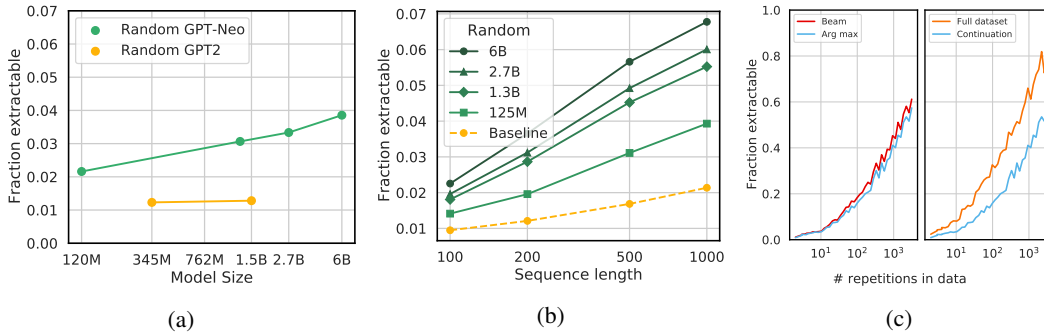 0.07
0.06
0.05
0.04
0.03
0.02
0.01
0.00
Fraction extractable
Random GPT-Neo
Random GPT2
120M 345M 762M 1.5B 2.7B 6B
Model Size
(a)
0.07
0.06
0.05
0.04
0.03
0.02
0.01
Fraction extractable
Random
6B
2.7B
1.3B
125M
Baseline
100 200 500 1000
Sequence length
(b)
1.0
0.8
0.6
0.4
0.2
0.0
Fraction extractable
Beam
Arg max
Full dataset
Continuation
10¹ 10² 10³ 10¹ 10² 10³
# repetitions in data
(c)